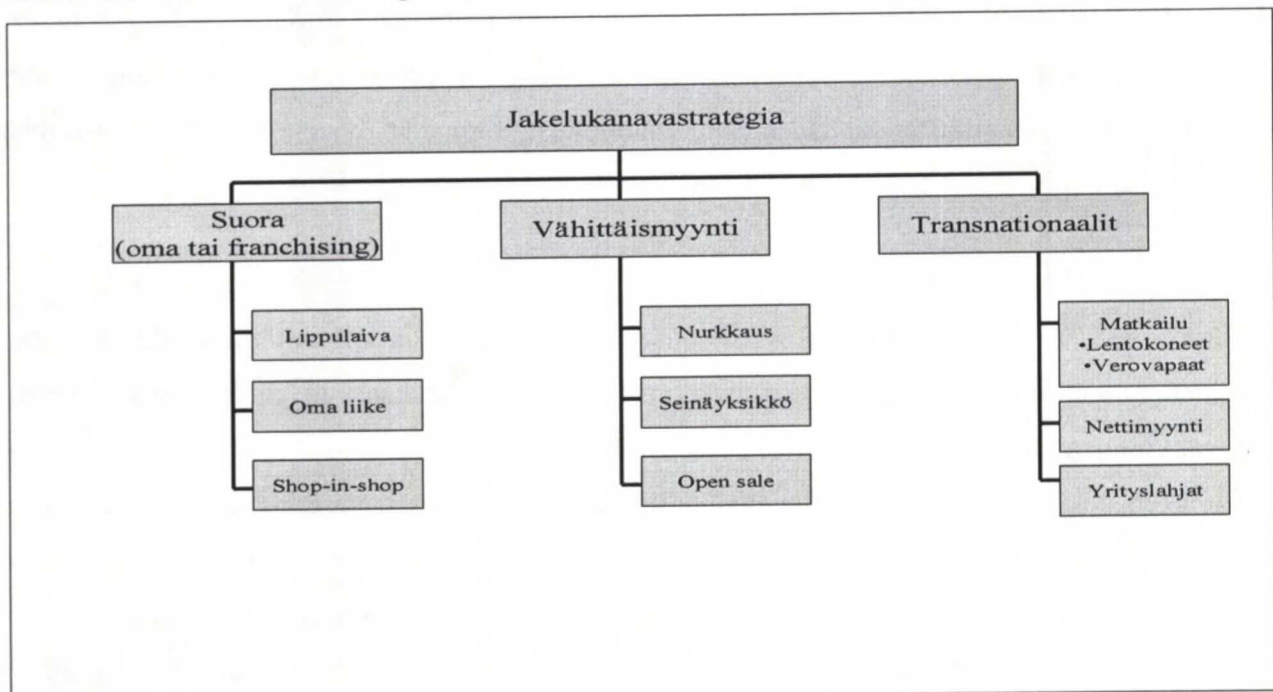 Jakelukanavastrategia
Suora
(oma tai franchising)
Lippulaiva
Oma liike
Shop-in-shop
Vähittäismyynti
Nurkkaus
Seinäyksikkö
Open sale
Transnationaalit
Matkailu
•Lentokoneet
•Verovapaat
Nettimyynti
Yrityslahjat